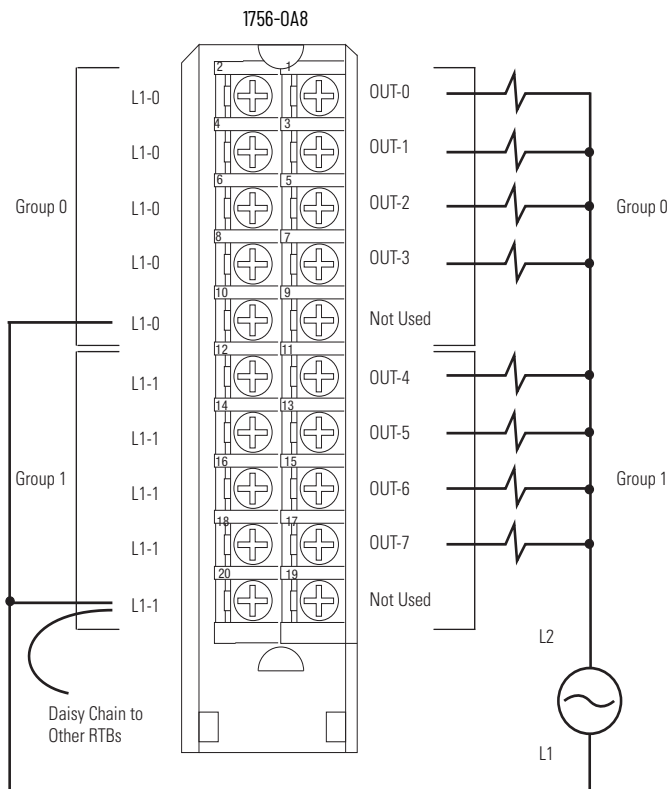 1756-OA8
2 1
L1-0 OUT-0
4 3
L1-0 OUT-1
6 5
Group 0 L1-0 OUT-2 Group 0
8 7
L1-0 OUT-3
10 9
L1-0 Not Used
12 11
L1-1 OUT-4
14 13
L1-1 OUT-5
16 15
Group 1 L1-1 OUT-6 Group 1
18 17
L1-1 OUT-7
20 19
L1-1 Not Used
L2
Daisy Chain to
Other RTBs
L1